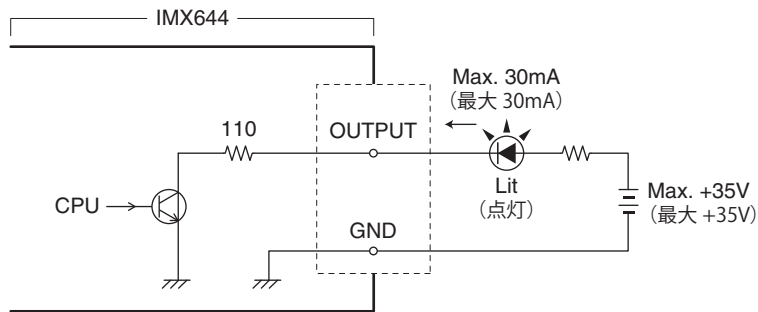 IMX644
Max. 30mA
（最大 30mA）
110
OUTPUT
CPU
Lit
（点灯）
Max. +35V
（最大 +35V）
GND